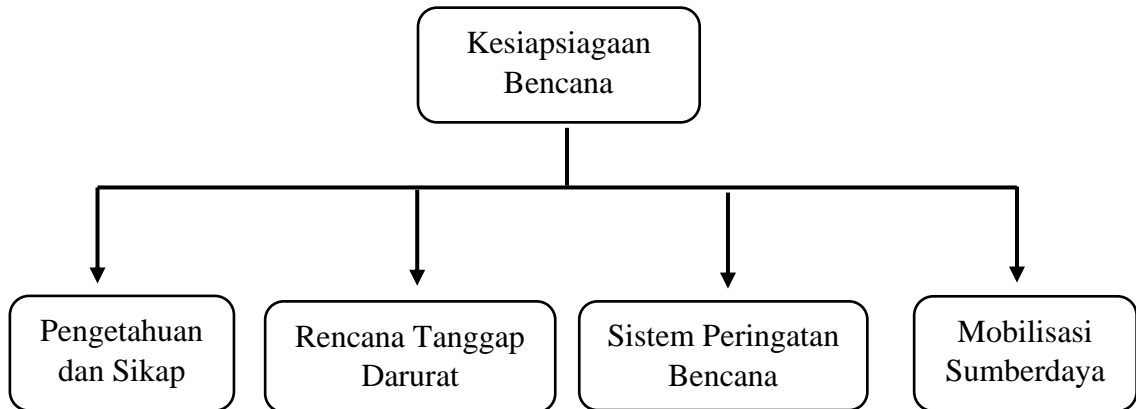 Kesiapsiagaan
Bencana
Pengetahuan
dan Sikap
Rencana Tanggap
Darurat
Sistem Peringatan
Bencana
Mobilisasi
Sumberdaya